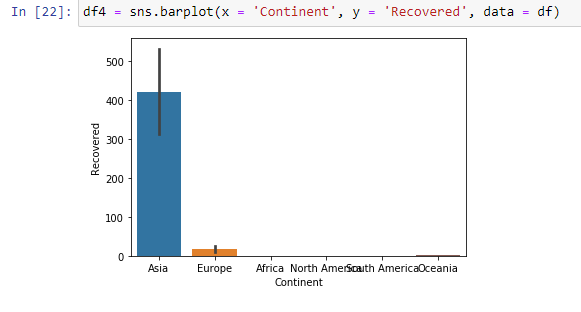 In [22]: df4 = sns.barplot(x = 'Continent', y = 'Recovered', data = df)
500
400
300
200
100
0
Recovered
Asia Europe Africa North America South America Oceania
Continent